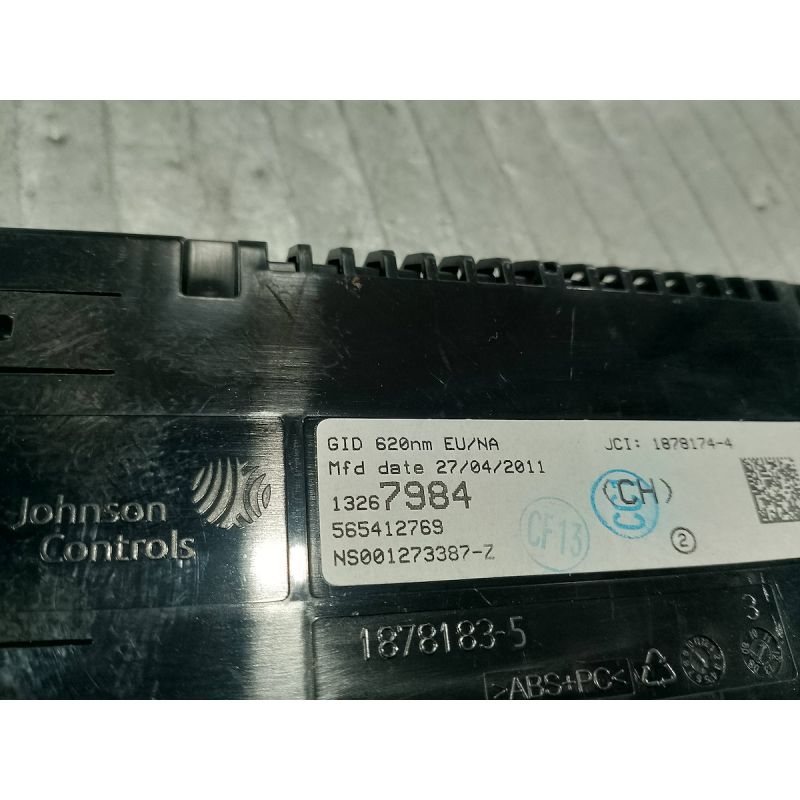 Johnson
Controls
GID 620nm EU/NA
JCI: 1878174-4
Mfd date 27/04/2011
13267984
(CH)
565412769
CF13
2
NS001273387-Z
1878183-5
3
>ABS+PC<